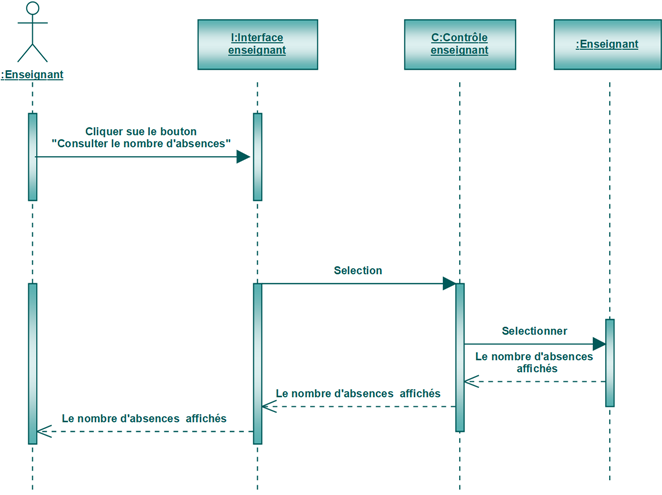 :Enseignant
I:Interface
enseignant
C:Contrôle
enseignant
:Enseignant
Cliquer sue le bouton
"Consulter le nombre d'absences"
Selection
Selectionner
Le nombre d'absences
affichés
Le nombre d'absences affichés
Le nombre d'absences affichés